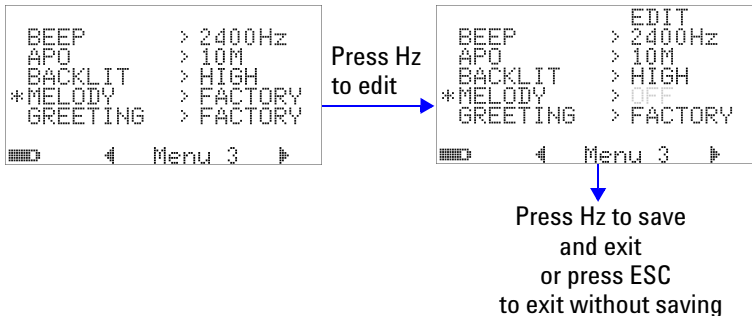 BEEP > 2400Hz
APO > 10M
BACKLIT > HIGH
*MELODY > FACTORY
GREETING > FACTORY
Menu 3
Press Hz
to edit
EDIT
BEEP > 2400Hz
APO > 10M
BACKLIT > HIGH
*MELODY > OFF
GREETING > FACTORY
Menu 3
Press Hz to save
and exit
or press ESC
to exit without saving